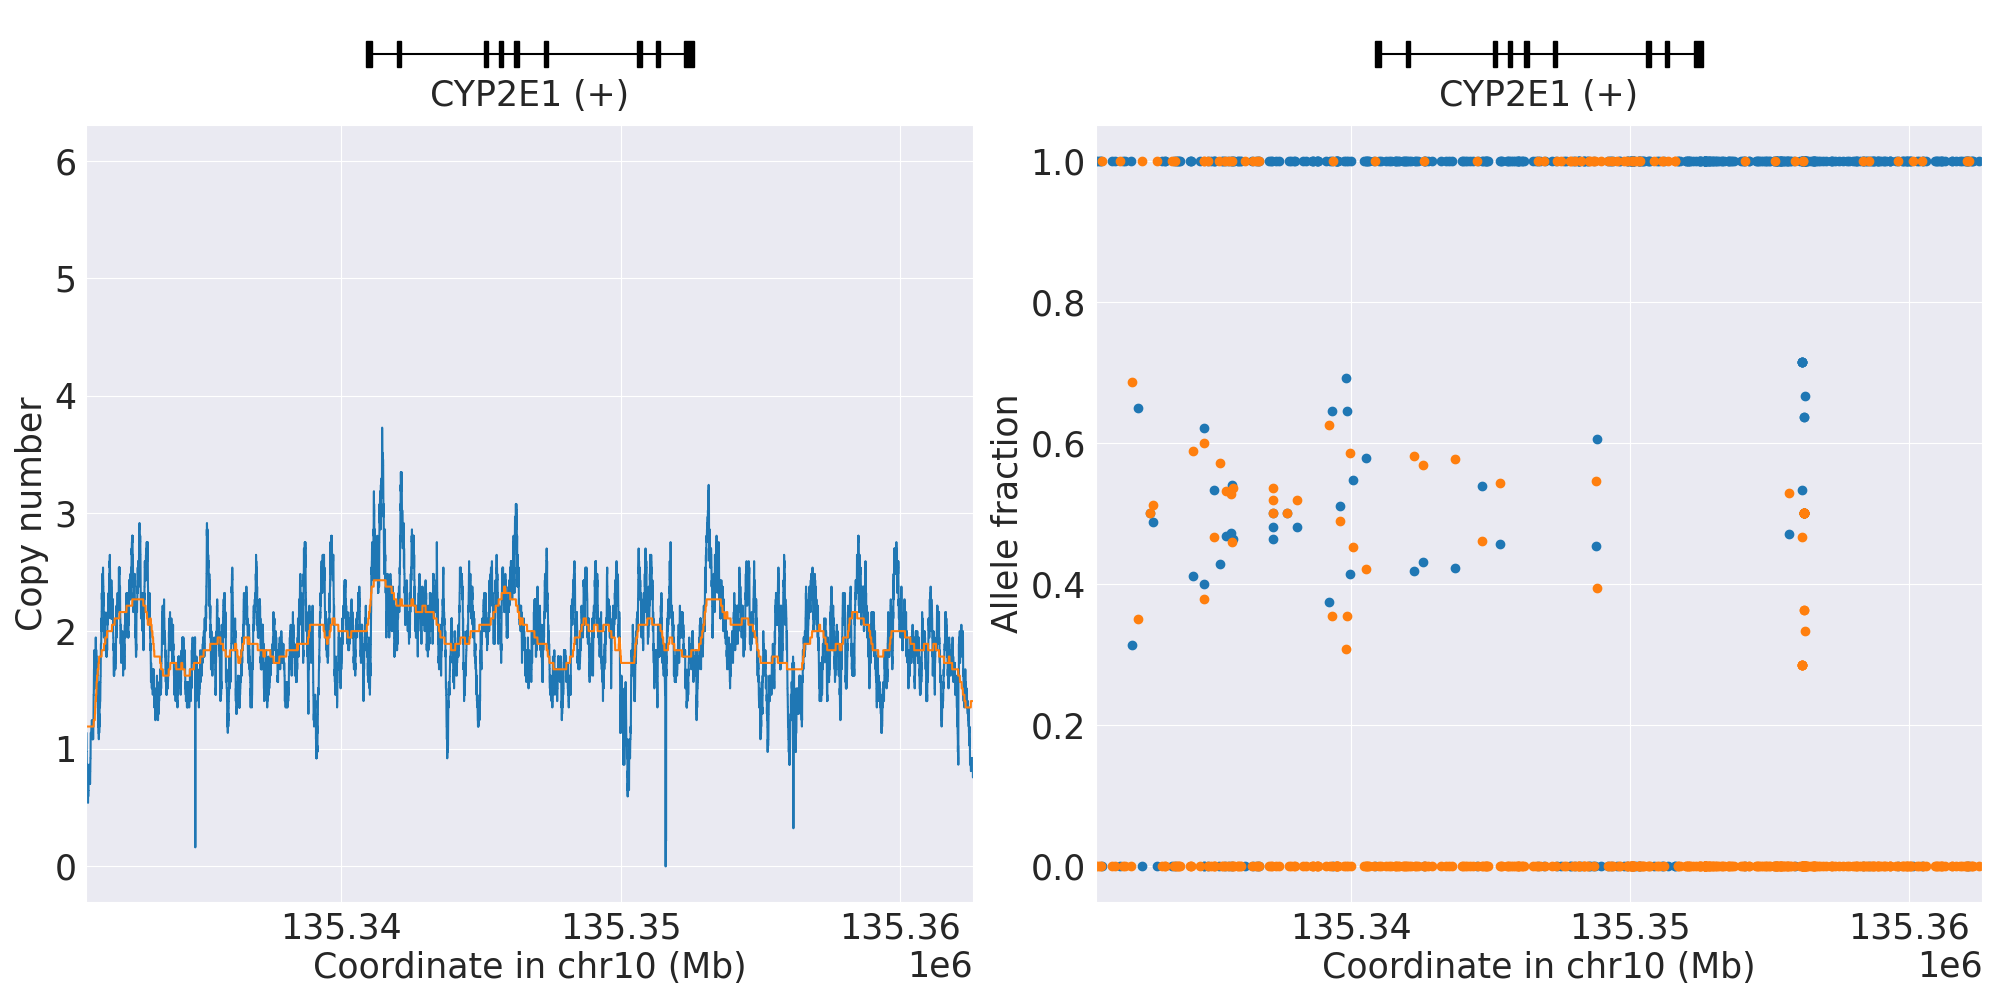 CYP2E1 (+)
6
5
4
3
2
1
0
Copy number
135.34 135.35 135.36
1e6
Coordinate in chr10 (Mb)
CYP2E1 (+)
1.0
0.8
0.6
0.4
0.2
0.0
Allele fraction
135.34 135.35 135.36
1e6
Coordinate in chr10 (Mb)